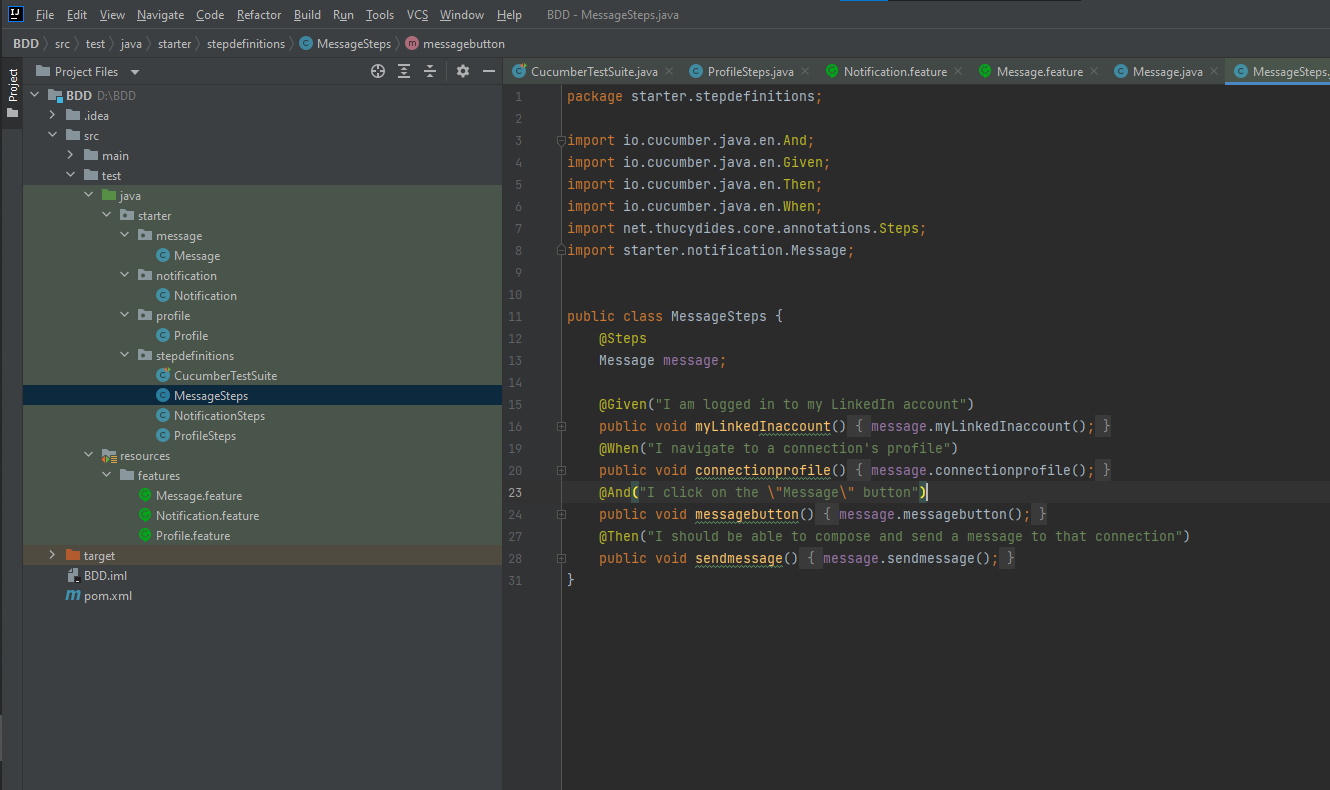 IJ File Edit View Navigate Code Refactor Build Run Tools VCS Window Help BDD - MessageSteps.java
BDD src test java starter stepdefinitions C MessageSteps m messagebutton
Project
Project Files
BDD D:\BDD
.idea
src
main
test
java
starter
message
C Message
notification
C Notification
profile
C Profile
stepdefinitions
C CucumberTestSuite
C MessageSteps
C NotificationSteps
C ProfileSteps
resources
features
Message.feature
Notification.feature
Profile.feature
target
BDD.iml
m pom.xml
C CucumberTestSuite.java C ProfileSteps.java Notification.feature Message.feature C Message.java C MessageSteps.
1 package starter.stepdefinitions;
2
3 import io.cucumber.java.en.And;
4 import io.cucumber.java.en.Given;
5 import io.cucumber.java.en.Then;
6 import io.cucumber.java.en.When;
7 import net.thucydides.core.annotations.Steps;
8 import starter.notification.Message;
9
10
11 public class MessageSteps {
12 @Steps
13 Message message;
14
15 @Given("I am logged in to my LinkedIn account")
16 public void myLinkedInaccount() { message.myLinkedInaccount(); }
19 @When("I navigate to a connection's profile")
20 public void connectionprofile() { message.connectionprofile(); }
23 @And("I click on the \"Message\" button")
24 public void messagebutton() { message.messagebutton(); }
27 @Then("I should be able to compose and send a message to that connection")
28 public void sendmessage() { message.sendmessage(); }
31 }